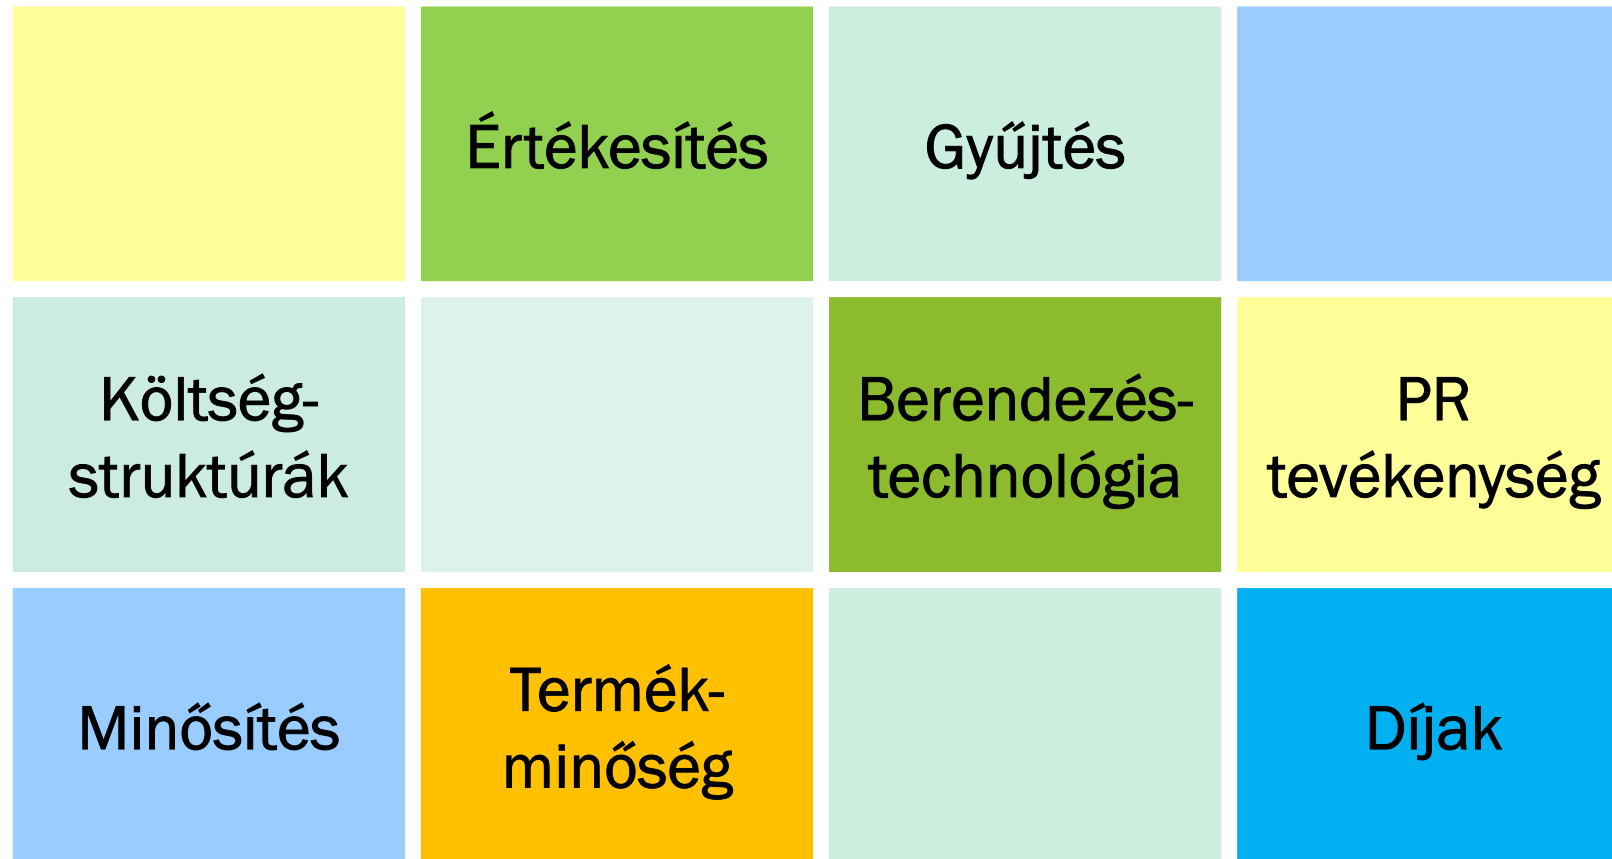 Értékesítés
Gyűjtés
Költség-
struktúrák
Berendezés-
technológia
PR
tevékenység
Minősítés
Termék-
minőség
Díjak